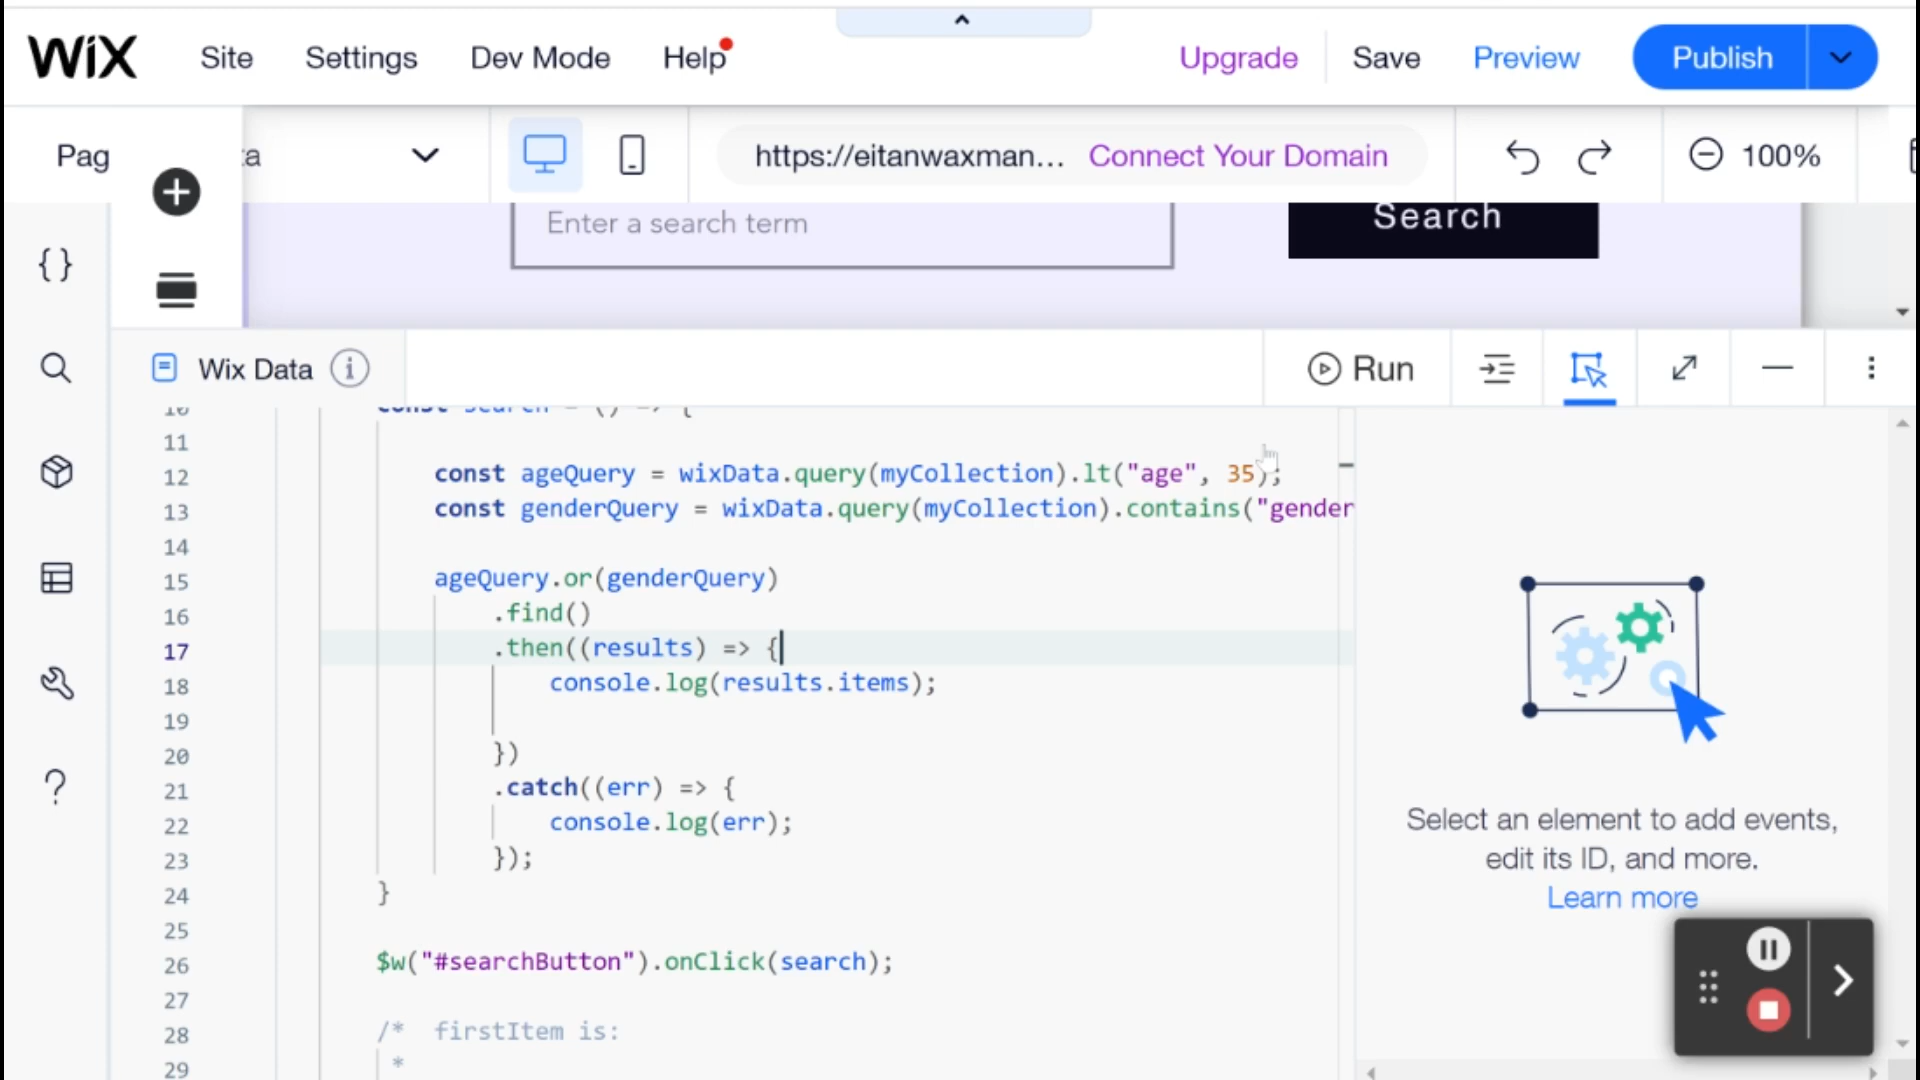 WiX Site Settings Dev Mode Help Upgrade Save Preview Publish
Pag ta https://eitanwaxman... Connect Your Domain 100%
Enter a search term Search
Wix Data Run
10 const search = () => {
11
12 const ageQuery = wixData.query(myCollection).lt("age", 35);
13 const genderQuery = wixData.query(myCollection).contains("gender
14
15 ageQuery.or(genderQuery)
16 .find()
17 .then((results) => {
18 console.log(results.items);
19
20 })
21 .catch((err) => {
22 console.log(err);
23 });
24 }
25
26 $w("#searchButton").onClick(search);
27
28 /* firstItem is:
29 *
Select an element to add events,
edit its ID, and more.
Learn more